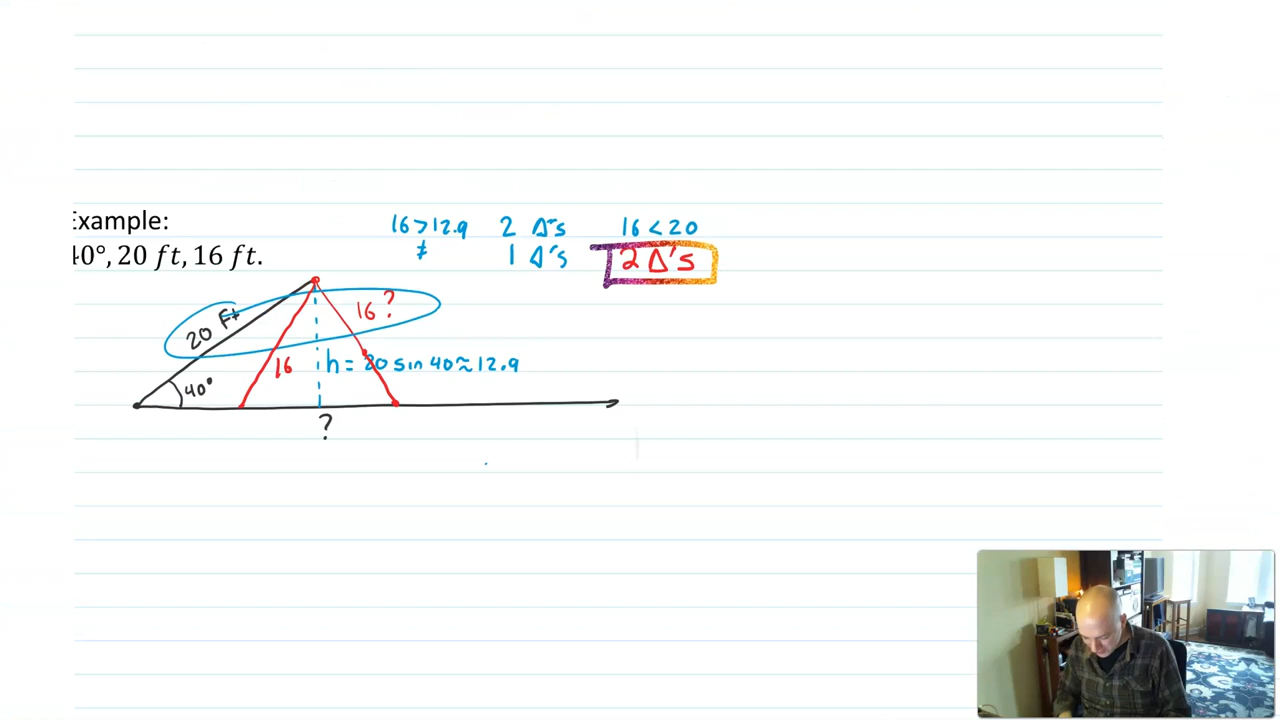 Example:
40°, 20 ft, 16 ft.
16 > 12.9 2 Δ's 16 < 20
≠ 1 Δ's 2 Δ's
20 Ft
16 ?
16
h = 20 sin 40 ≈ 12.9
40°
?